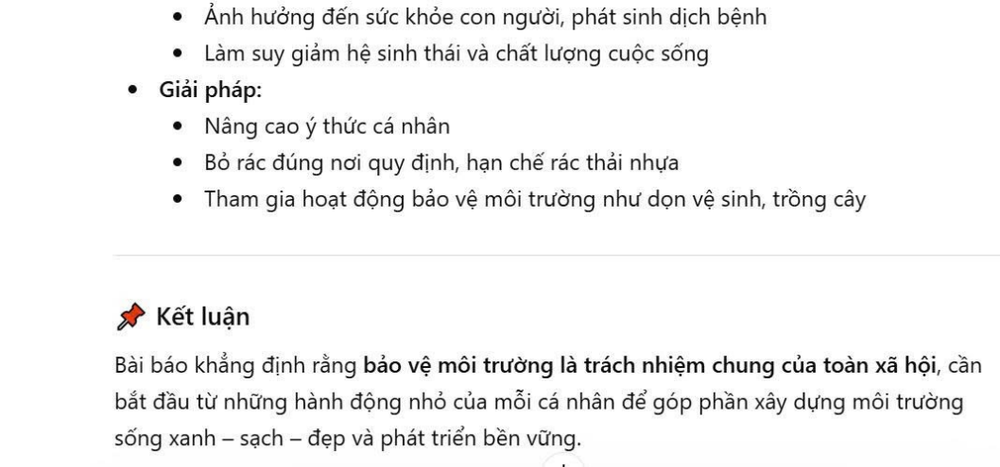 Ảnh hưởng đến sức khỏe con người, phát sinh dịch bệnh
Làm suy giảm hệ sinh thái và chất lượng cuộc sống
Giải pháp:
Nâng cao ý thức cá nhân
Bỏ rác đúng nơi quy định, hạn chế rác thải nhựa
Tham gia hoạt động bảo vệ môi trường như dọn vệ sinh, trồng cây
Kết luận
Bài báo khẳng định rằng bảo vệ môi trường là trách nhiệm chung của toàn xã hội, cần
bắt đầu từ những hành động nhỏ của mỗi cá nhân để góp phần xây dựng môi trường
sống xanh – sạch – đẹp và phát triển bền vững.